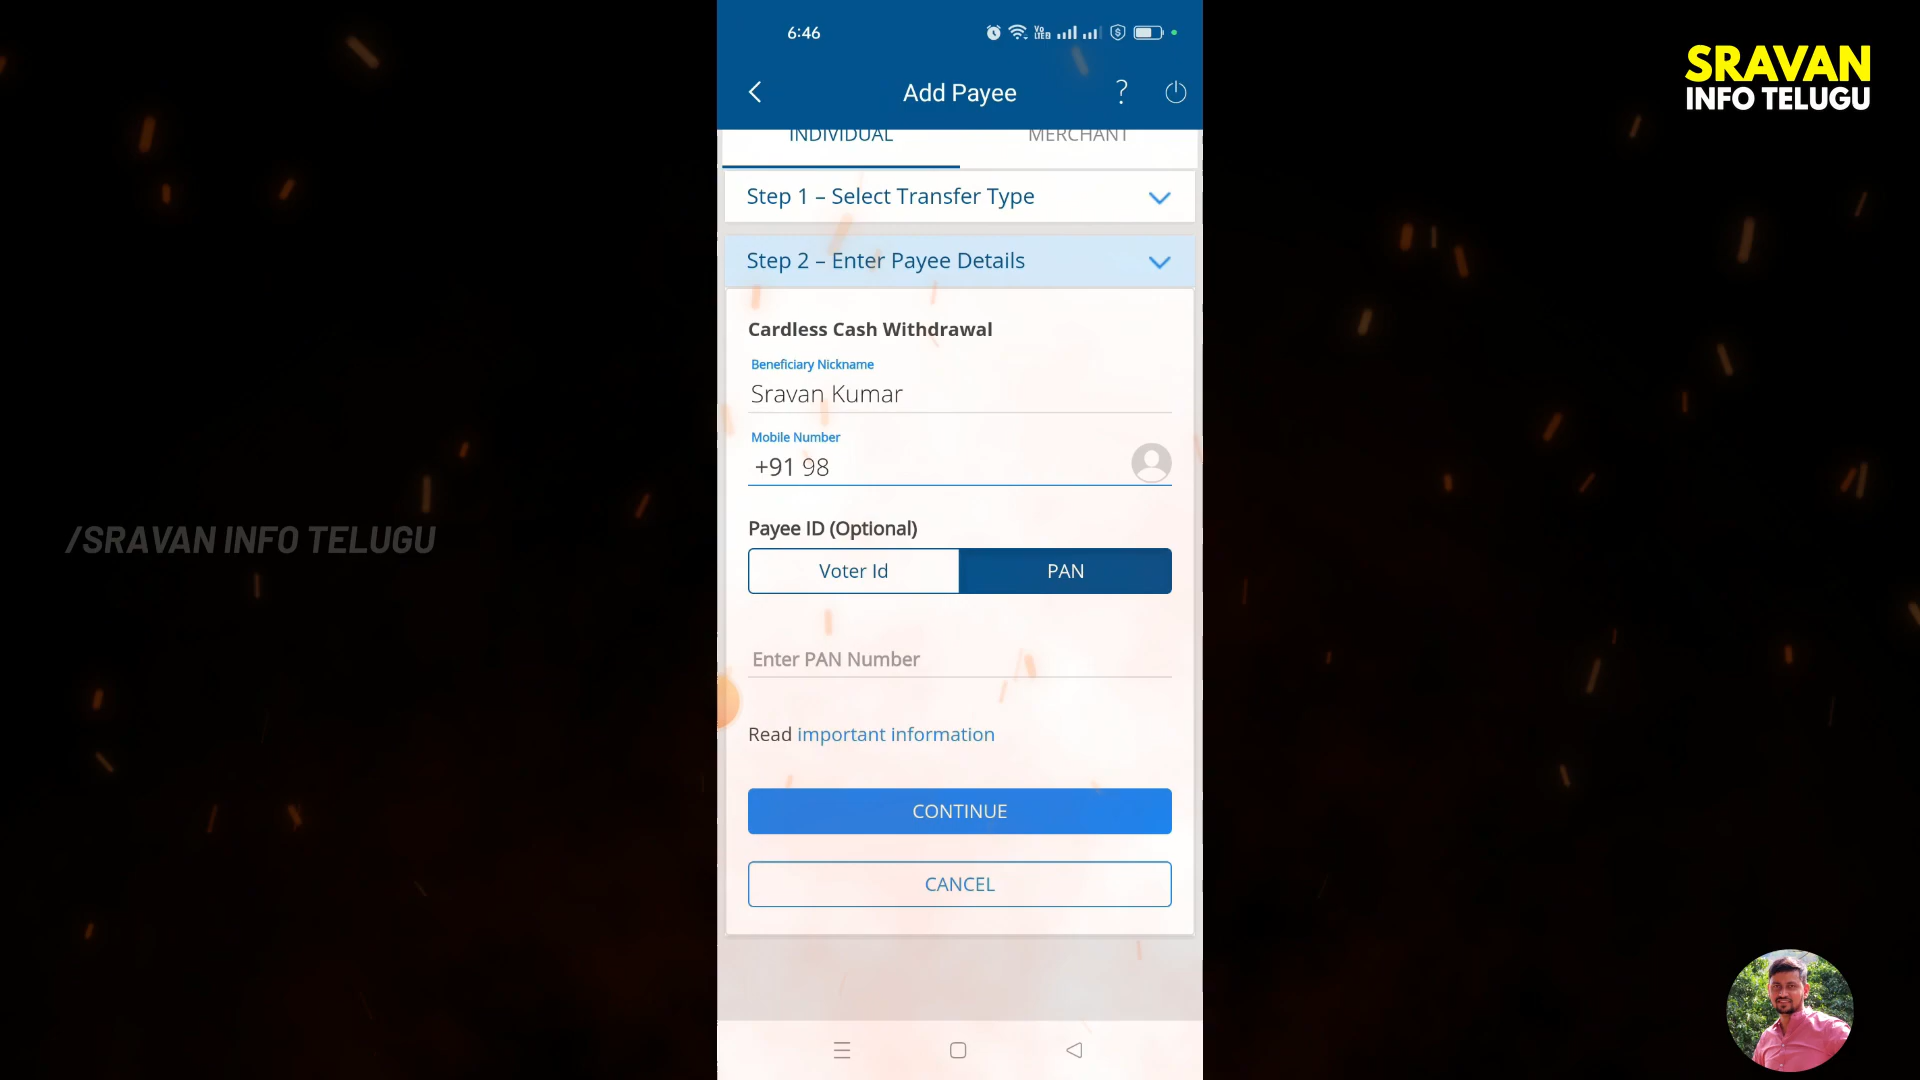 6:46
Add Payee
?
SRAVAN
INFO TELUGU
INDIVIDUAL
MERCHANT
Step 1 – Select Transfer Type
Step 2 – Enter Payee Details
Cardless Cash Withdrawal
Beneficiary Nickname
Sravan Kumar
Mobile Number
+91 98
/SRAVAN INFO TELUGU
Payee ID (Optional)
Voter Id
PAN
Enter PAN Number
Read important information
CONTINUE
CANCEL